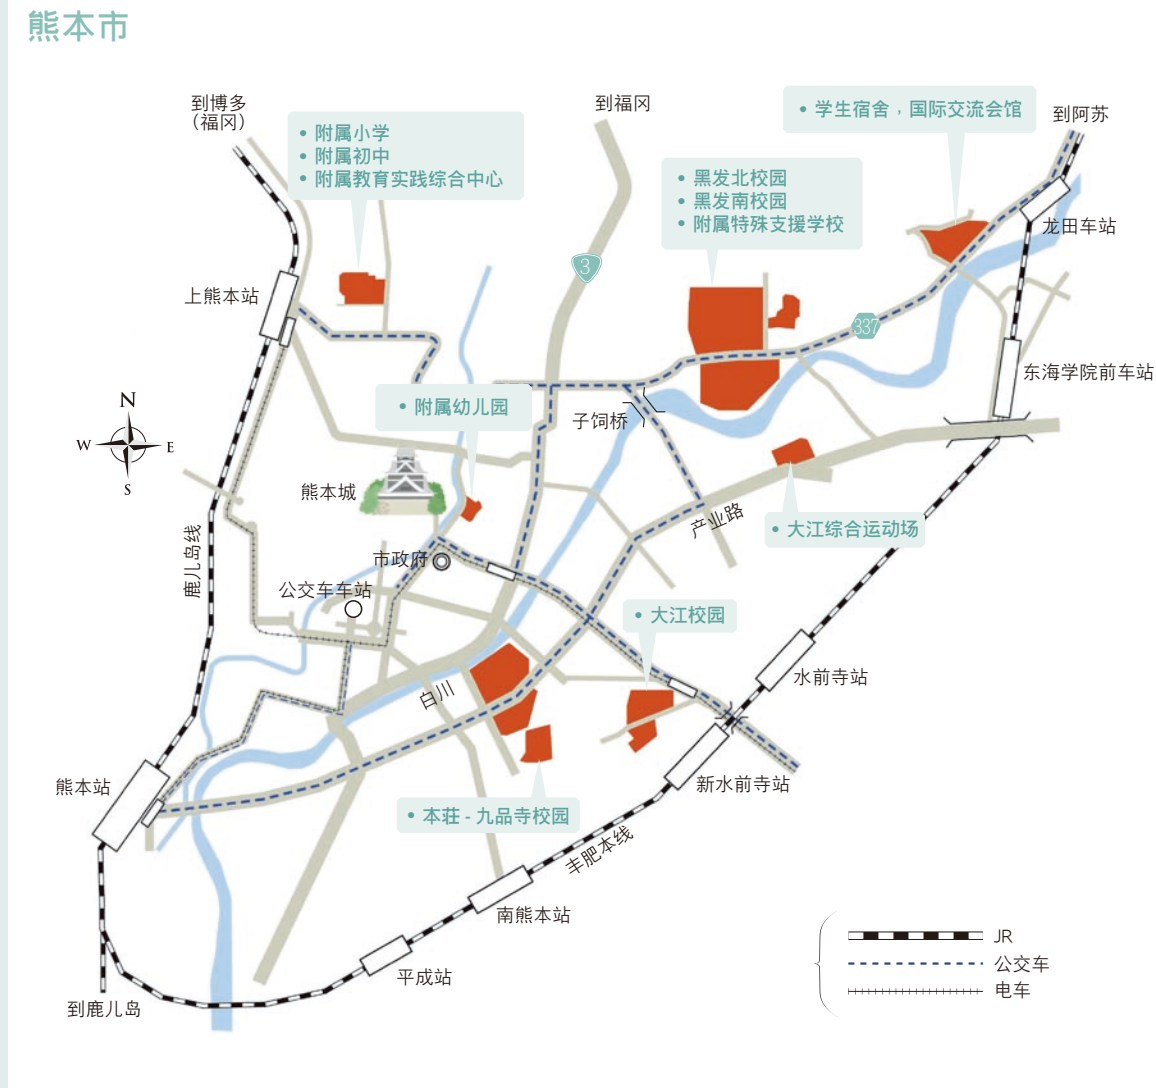 熊本市
到博多
（福冈）
到福冈
• 学生宿舍，国际交流会馆
到阿苏
• 附属小学
• 附属初中
• 附属教育实践综合中心
• 黑发北校园
• 黑发南校园
• 附属特殊支援学校
龙田车站
3
上熊本站
337
东海学院前车站
• 附属幼儿园
子饲桥
N
W
E
S
熊本城
产业路
• 大江综合运动场
鹿儿岛线
市政府
公交车车站
• 大江校园
白川
水前寺站
熊本站
新水前寺站
• 本荘 - 九品寺校园
丰肥本线
南熊本站
平成站
到鹿儿岛
JR
公交车
电车